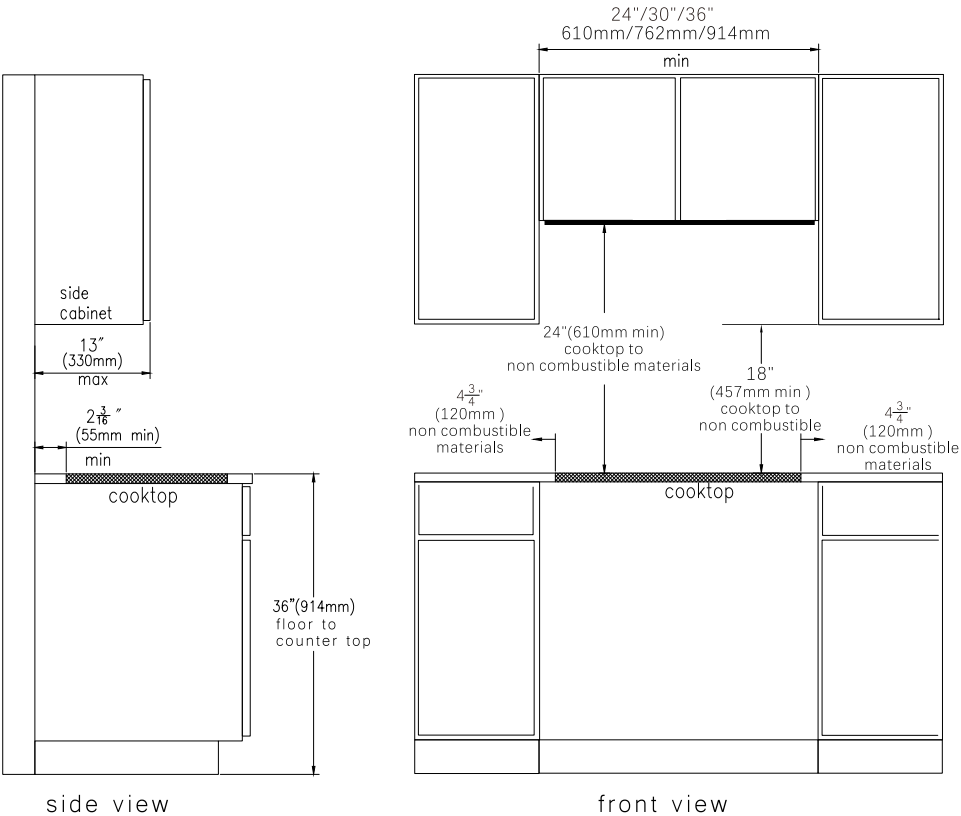 24"/30"/36"
610mm/762mm/914mm
min
side
cabinet
13"
(330mm)
max
2 3/16 "
(55mm min)
min
cooktop
36"(914mm)
floor to
counter top
side view
24"(610mm min)
cooktop to
non combustible materials
18"
(457mm min )
cooktop to
non combustible
4 3/4"
(120mm )
non combustible
materials
4 3/4"
(120mm )
non combustible
materials
cooktop
front view